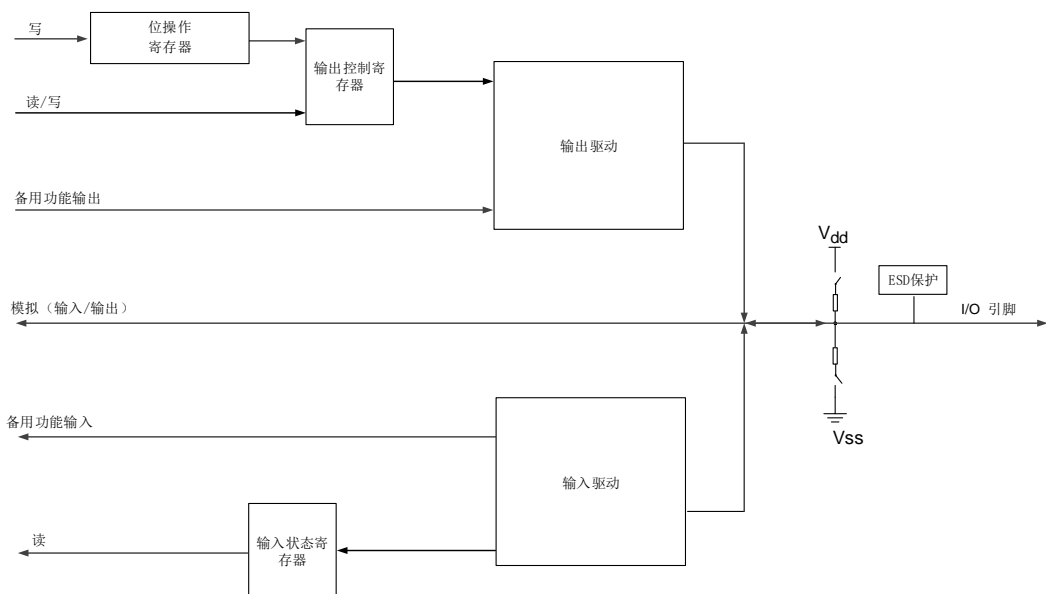 写
位操作
寄存器
输出控制寄
存器
读/写
输出驱动
备用功能输出
Vdd
ESD保护
模拟（输入/输出）
I/O 引脚
备用功能输入
Vss
输入驱动
读
输入状态寄
存器